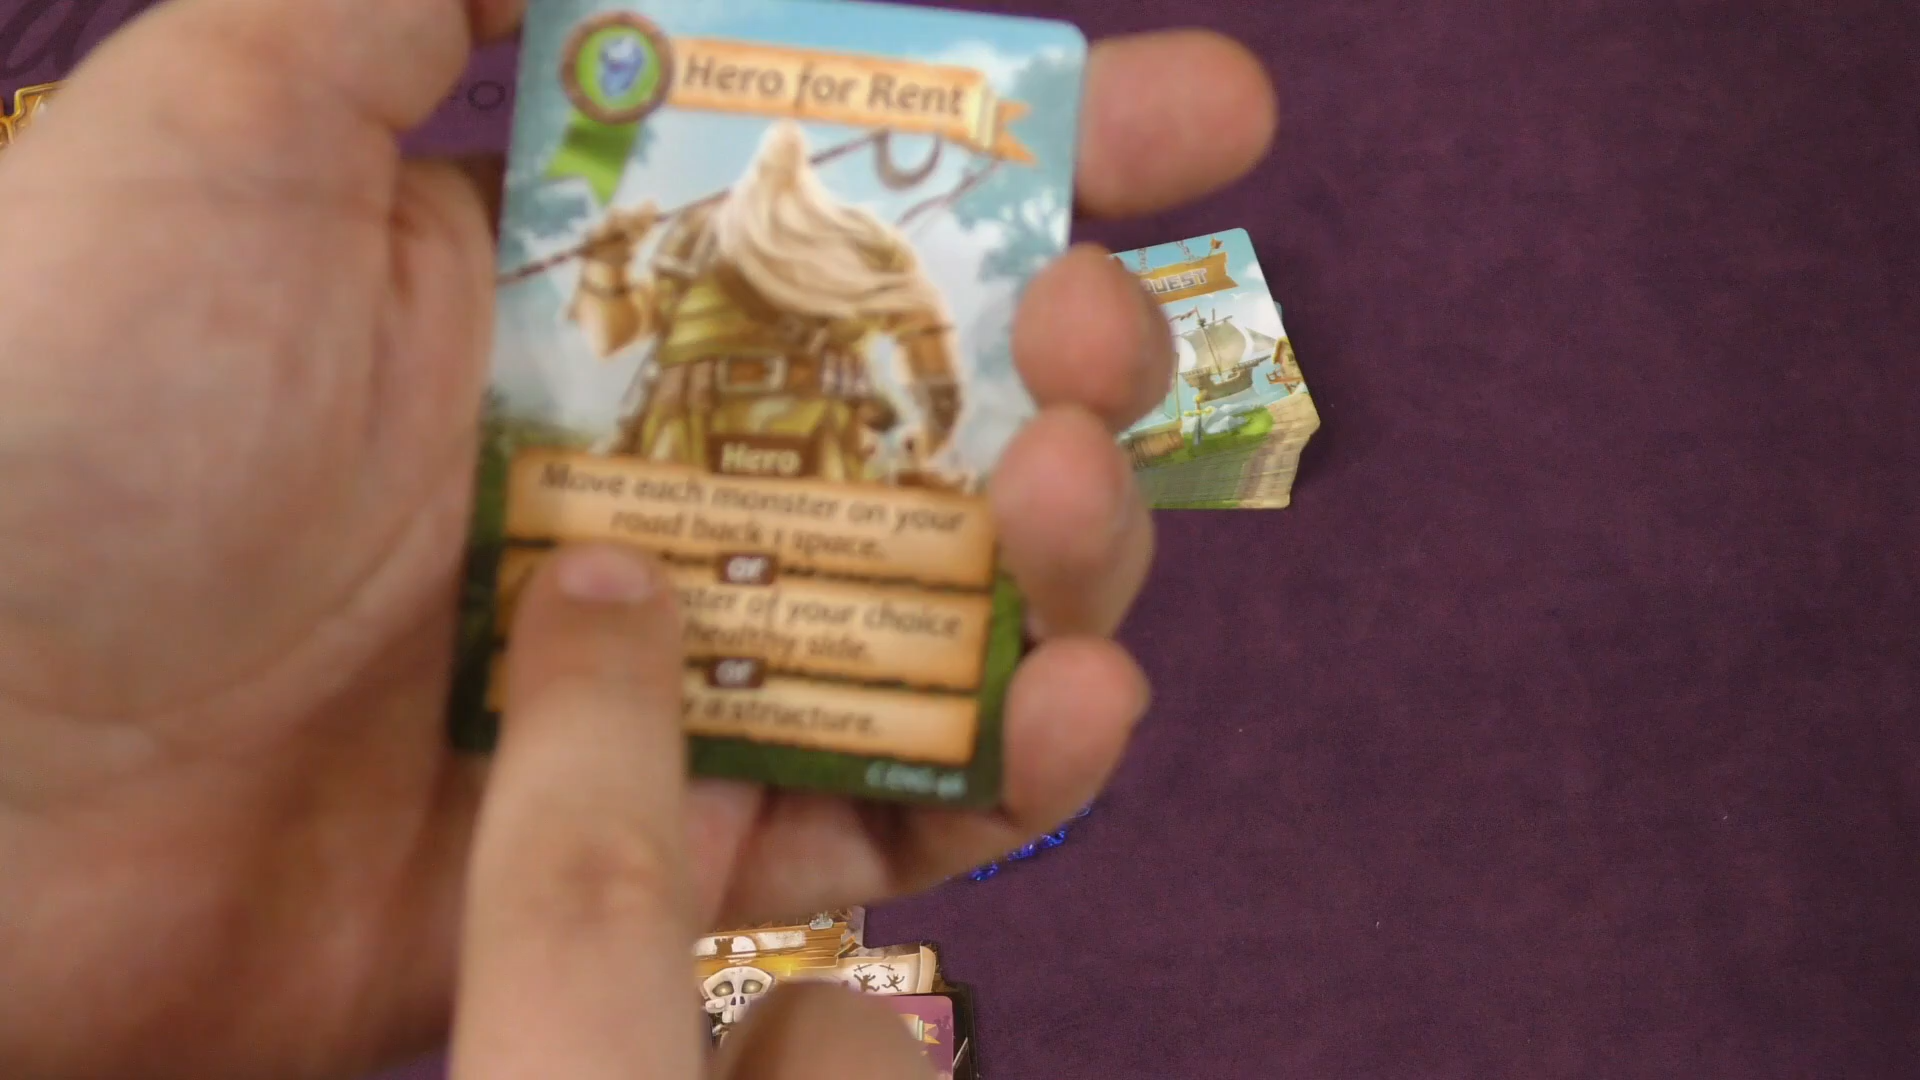 Hero for Rent
QUEST
Hero
Move each monster on your
road back 1 space.
or
of your choice
healthy side.
or
a structure.